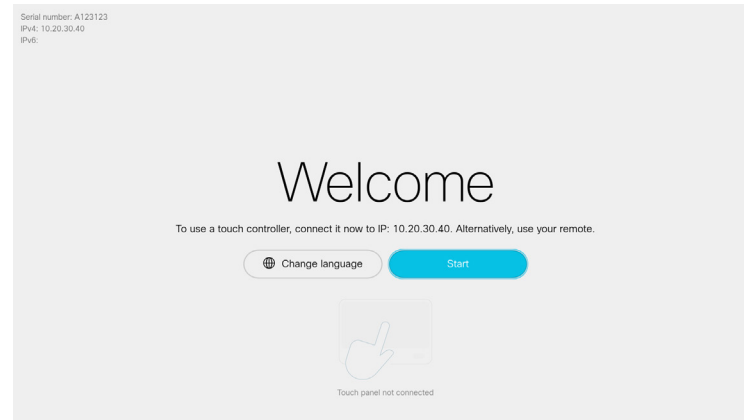 Serial number: A123123
IPv4: 10.20.30.40
IPv6:
Welcome
To use a touch controller, connect it now to IP: 10.20.30.40. Alternatively, use your remote.
Change language
Start
Touch panel not connected